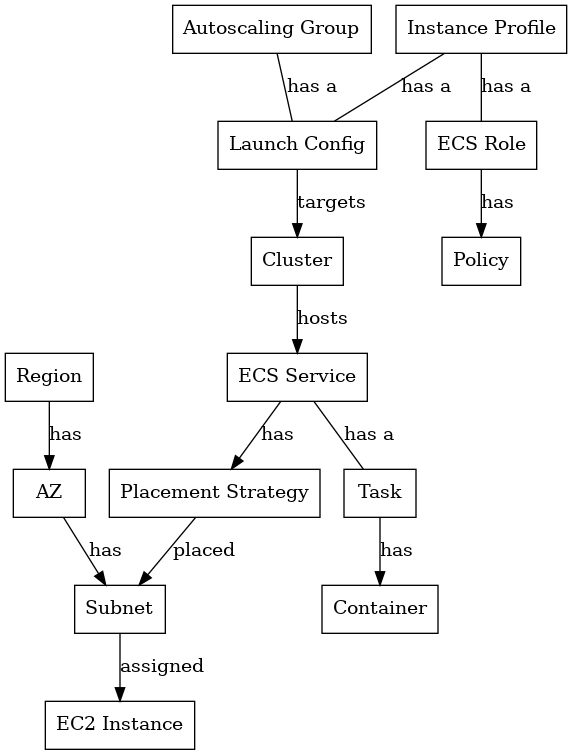 Autoscaling Group
Instance Profile
has a
has a
has a
Launch Config
ECS Role
targets
has
Cluster
Policy
hosts
Region
ECS Service
has
has
has a
AZ
Placement Strategy
Task
has
placed
has
Subnet
Container
assigned
EC2 Instance